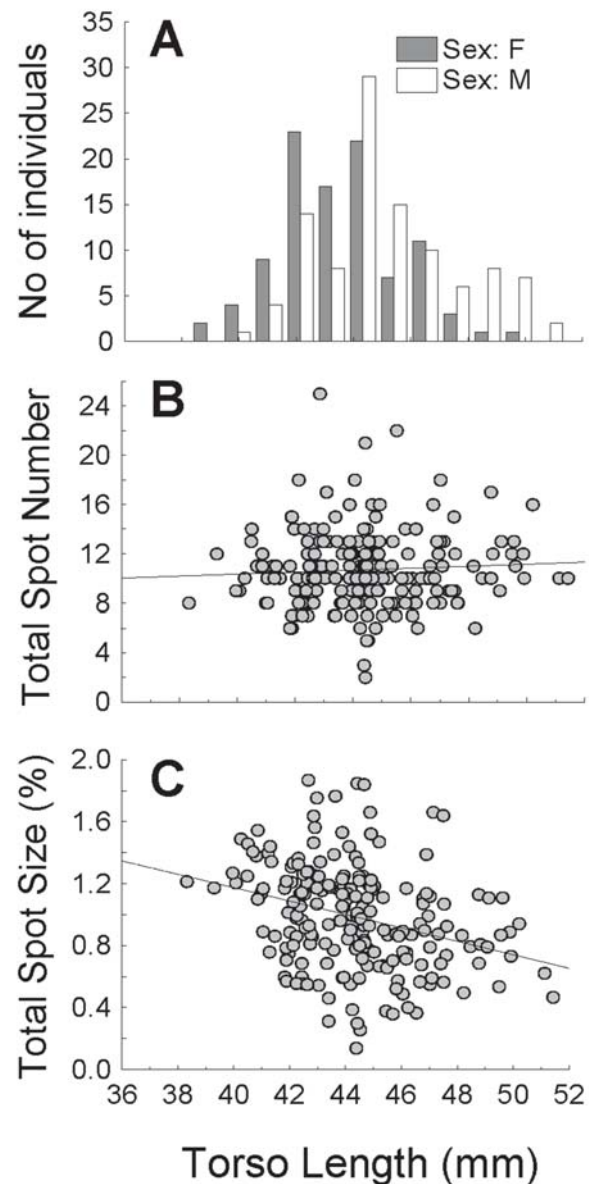 A
Sex: F
Sex: M
No of individuals
35
30
25
20
15
10
5
0
B
Total Spot Number
24
20
16
12
8
4
0
C
Total Spot Size (%)
2.0
1.6
1.2
0.8
0.4
0.0
36 40 42 44 46 48 50 52
Torso Length (mm)